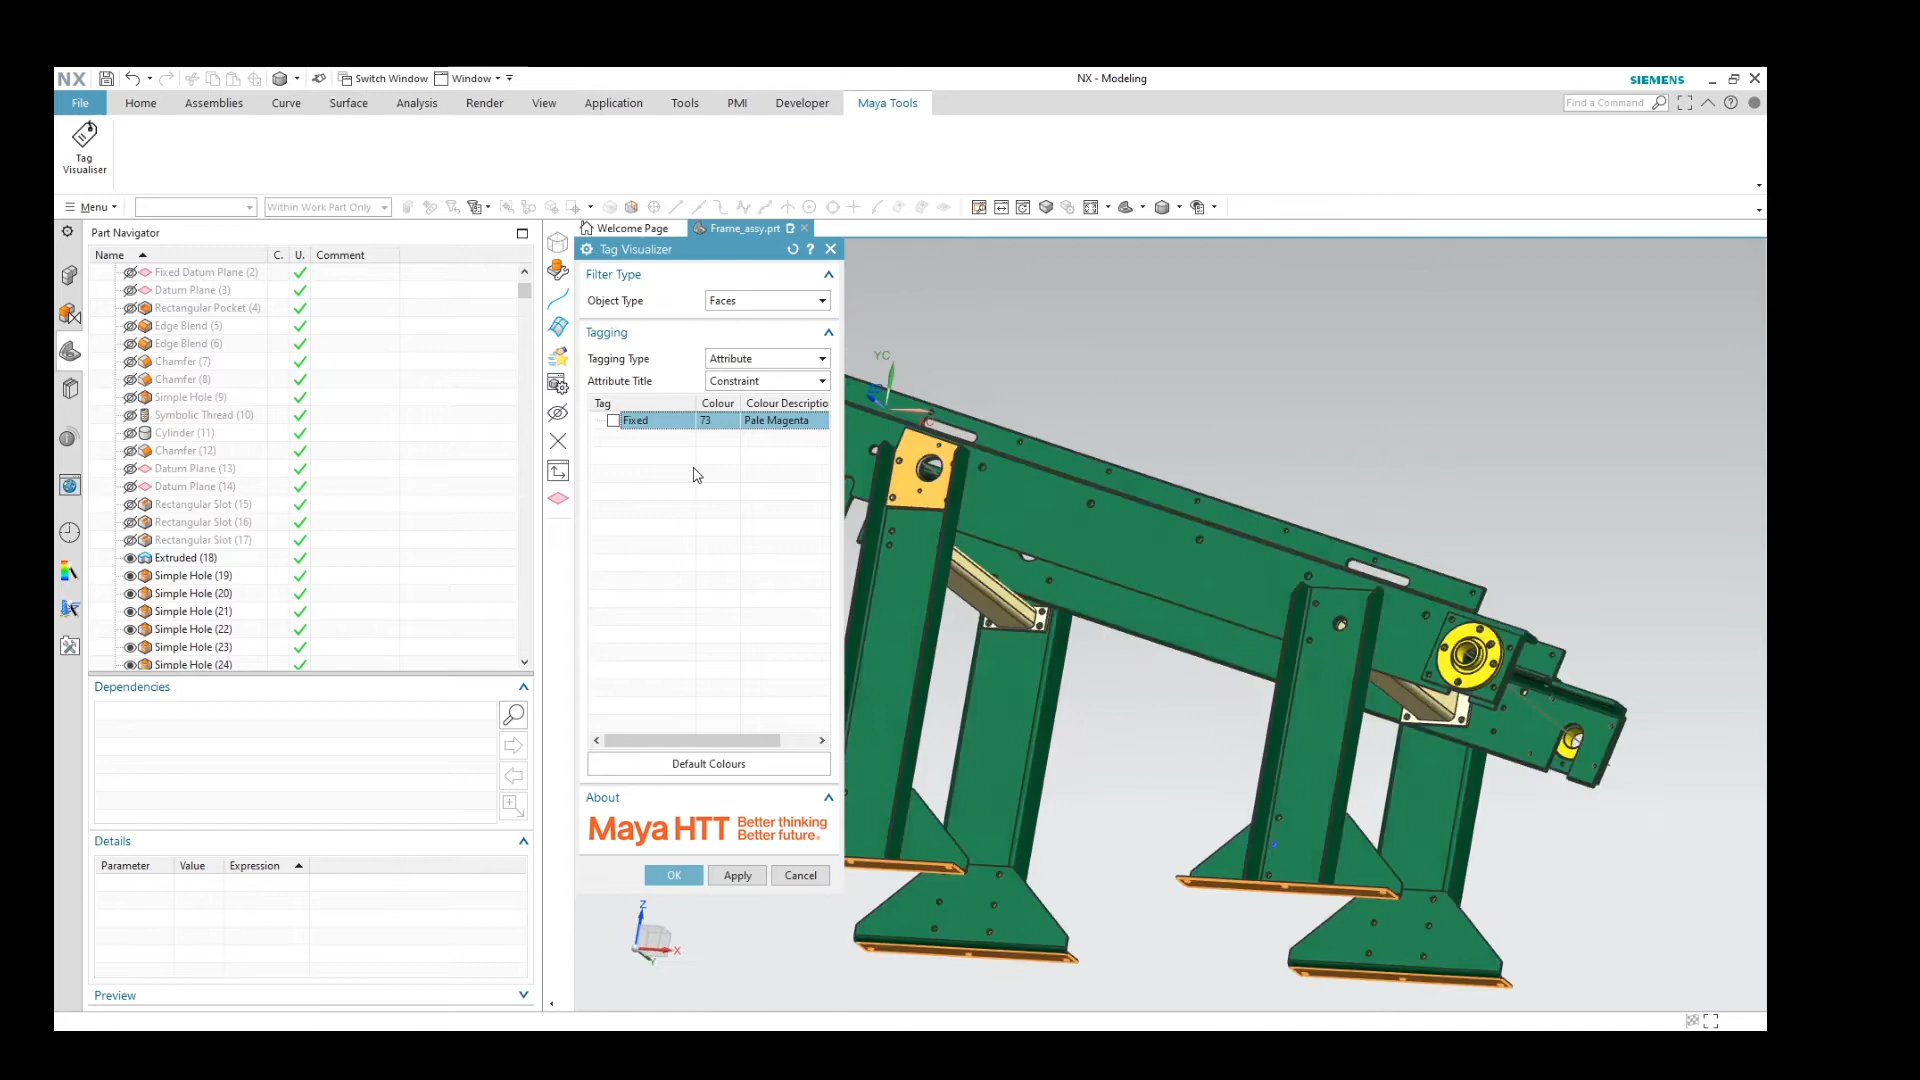 NX
Switch Window
Window
NX - Modeling
SIEMENS
File
Home
Assemblies
Curve
Surface
Analysis
Render
View
Application
Tools
PMI
Developer
Maya Tools
Find a Command
Tag
Visualiser
Menu
Within Work Part Only
Part Navigator
Welcome Page
Frame_assy.prt
Name
C.
U.
Comment
Fixed Datum Plane (2)
Datum Plane (3)
Rectangular Pocket (4)
Edge Blend (5)
Edge Blend (6)
Chamfer (7)
Chamfer (8)
Simple Hole (9)
Symbolic Thread (10)
Cylinder (11)
Chamfer (12)
Datum Plane (13)
Datum Plane (14)
Rectangular Slot (15)
Rectangular Slot (16)
Rectangular Slot (17)
Extruded (18)
Simple Hole (19)
Simple Hole (20)
Simple Hole (21)
Simple Hole (22)
Simple Hole (23)
Simple Hole (24)
Dependencies
Details
Parameter
Value
Expression
Preview
Tag Visualizer
Filter Type
Object Type
Faces
Tagging
Tagging Type
Attribute
Attribute Title
Constraint
Tag
Colour
Colour Descriptio
Fixed
73
Pale Magenta
Default Colours
About
Maya HTT
Better thinking
Better future.
OK
Apply
Cancel
YC
Z
X
Y